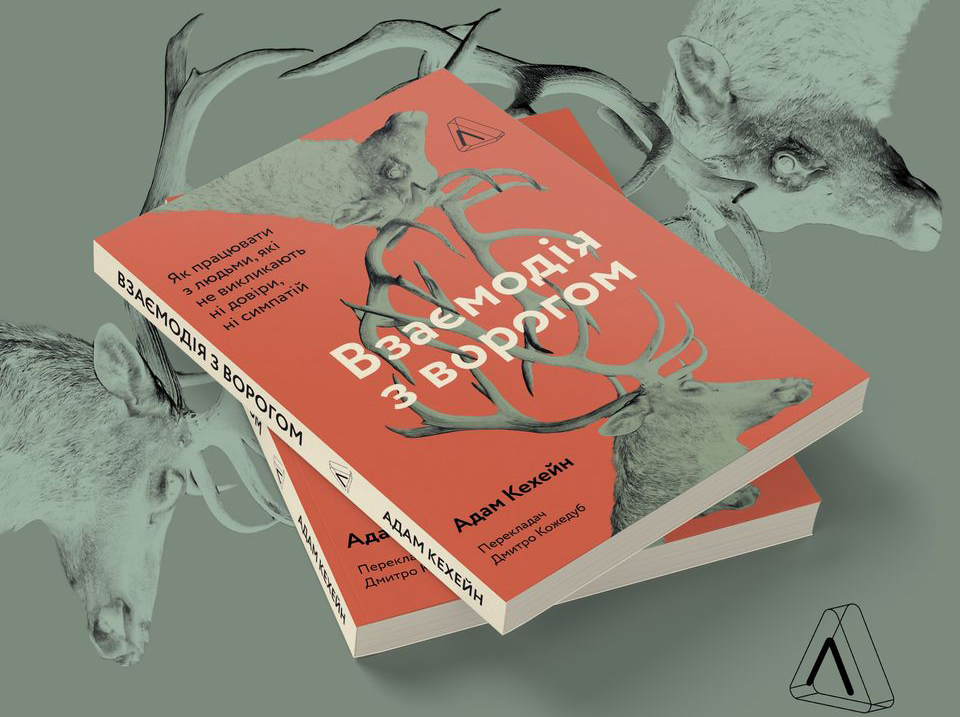 Як працювати
з людьми, які
не викликають
ні довіри,
ні симпатій
Взаємодія
з ворогом
Адам Кехейн
Перекладач
Дмитро Кожедуб
ВЗАЄМОДІЯ З ВОРОГОМ
АДАМ КЕХЕЙН
АДАМ КЕХЕЙН
Ада
Перекла
Дмитро К